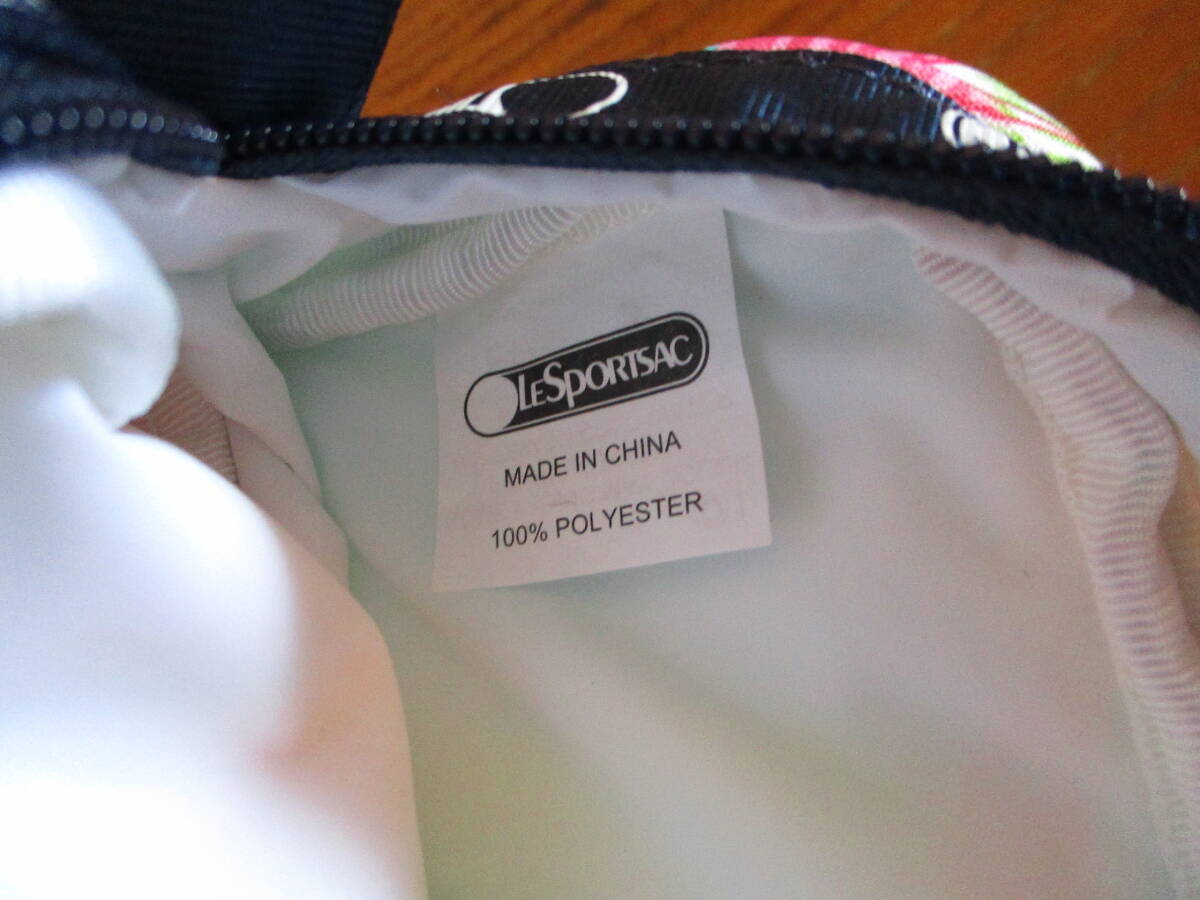 LESPORTSAC
MADE IN CHINA
100% POLYESTER